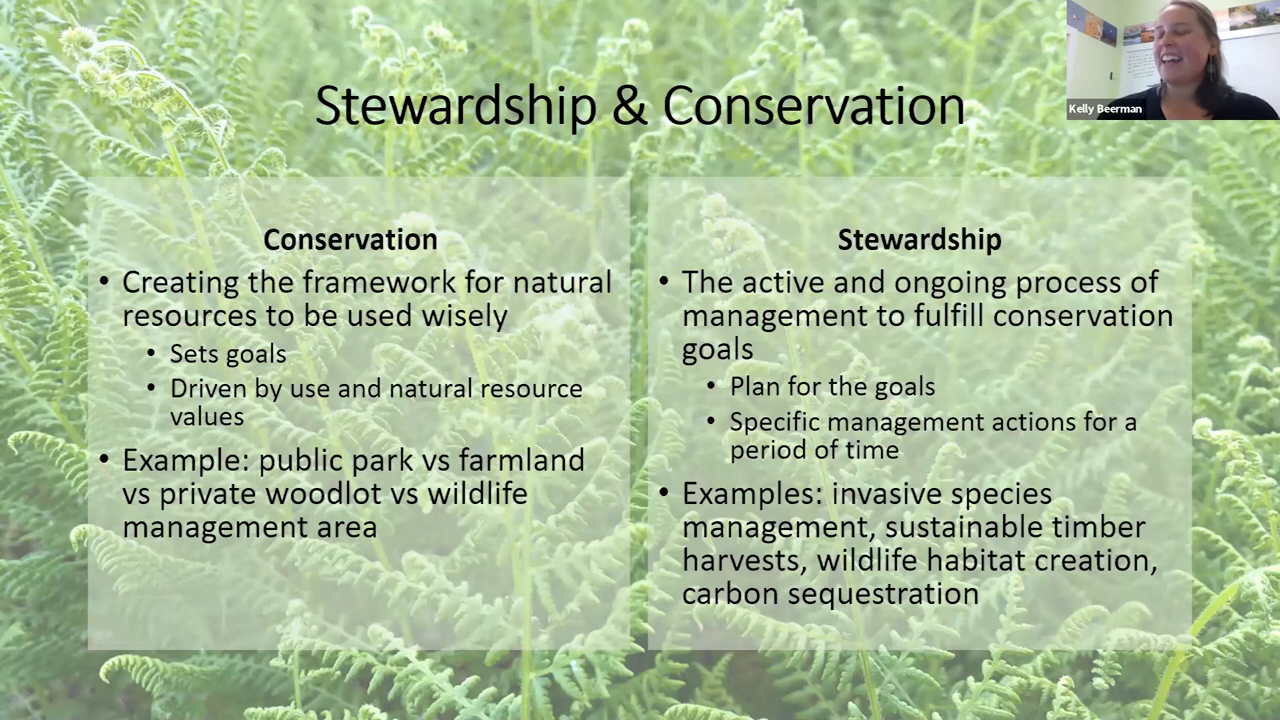 Stewardship & Conservation
Kelly Beerman
Conservation
• Creating the framework for natural
resources to be used wisely
• Sets goals
• Driven by use and natural resource
values
• Example: public park vs farmland
vs private woodlot vs wildlife
management area
Stewardship
• The active and ongoing process of
management to fulfill conservation
goals
• Plan for the goals
• Specific management actions for a
period of time
• Examples: invasive species
management, sustainable timber
harvests, wildlife habitat creation,
carbon sequestration